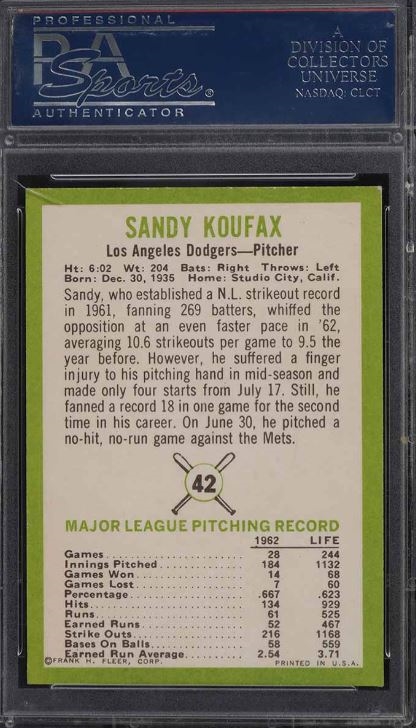 PROFESSIONAL
PSA
Sports®
AUTHENTICATOR
A
DIVISION OF
COLLECTORS
UNIVERSE
NASDAQ: CLCT
SANDY KOUFAX
Los Angeles Dodgers—Pitcher
Ht: 6:02 Wt: 204 Bats: Right Throws: Left
Born: Dec. 30, 1935 Home: Studio City, Calif.
Sandy, who established a N.L. strikeout record
in 1961, fanning 269 batters, whiffed the
opposition at an even faster pace in '62,
averaging 10.6 strikeouts per game to 9.5 the
year before. However, he suffered a finger
injury to his pitching hand in mid-season and
made only four starts from July 17. Still, he
fanned a record 18 in one game for the second
time in his career. On June 30, he pitched a
no-hit, no-run game against the Mets.
42
MAJOR LEAGUE PITCHING RECORD
1962 LIFE
Games 28 244
Innings Pitched 184 1132
Games Won 14 68
Games Lost 7 60
Percentage .667 .623
Hits 134 929
Runs 61 525
Earned Runs 52 467
Strike Outs 216 1168
Bases On Balls 58 559
Earned Run Average 2.54 3.71
©FRANK H. FLEER, CORP. PRINTED IN U.S.A.